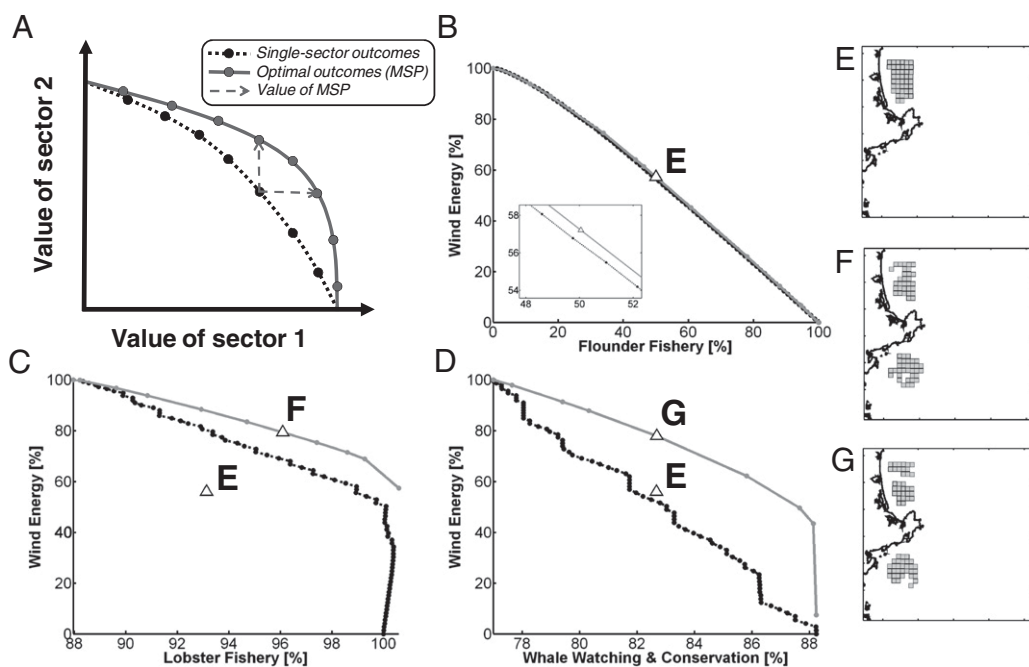 A
Single-sector outcomes
Optimal outcomes (MSP)
Value of MSP
Value of sector 2
Value of sector 1
B
Wind Energy [%]
100
80
60
40
20
0
E
58
56
54
48
50
52
0
20
40
60
80
100
Flounder Fishery [%]
C
Wind Energy [%]
100
80
60
40
20
0
F
E
88
90
92
94
96
98
100
Lobster Fishery [%]
D
Wind Energy [%]
100
80
60
40
20
0
G
E
78
80
82
84
86
88
Whale Watching & Conservation [%]
E
F
G